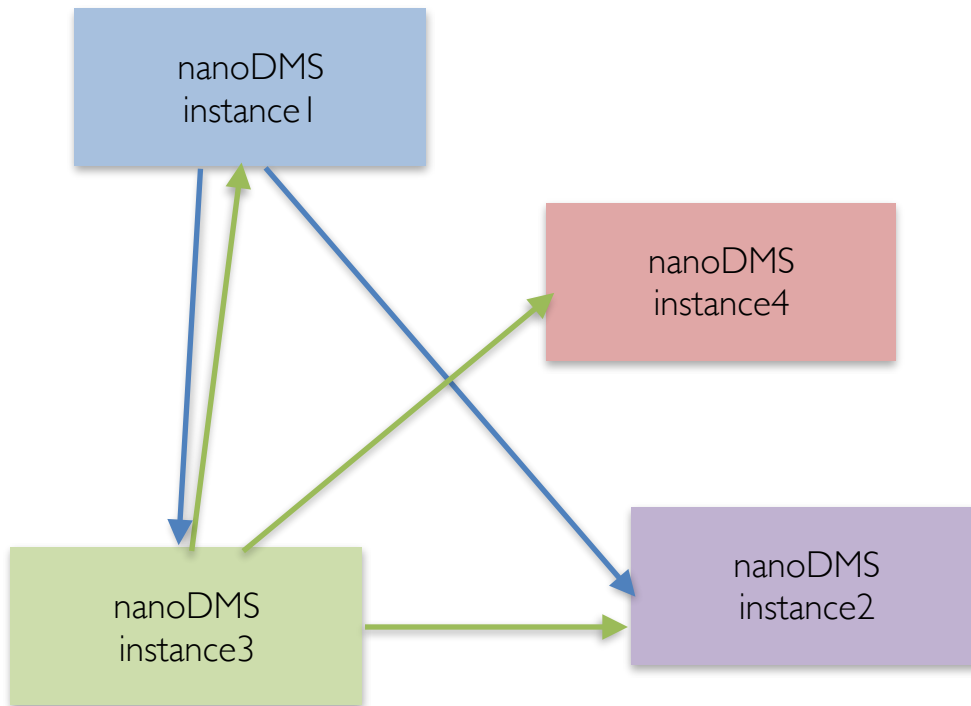 nanoDMS
instance1
nanoDMS
instance4
nanoDMS
instance2
nanoDMS
instance3